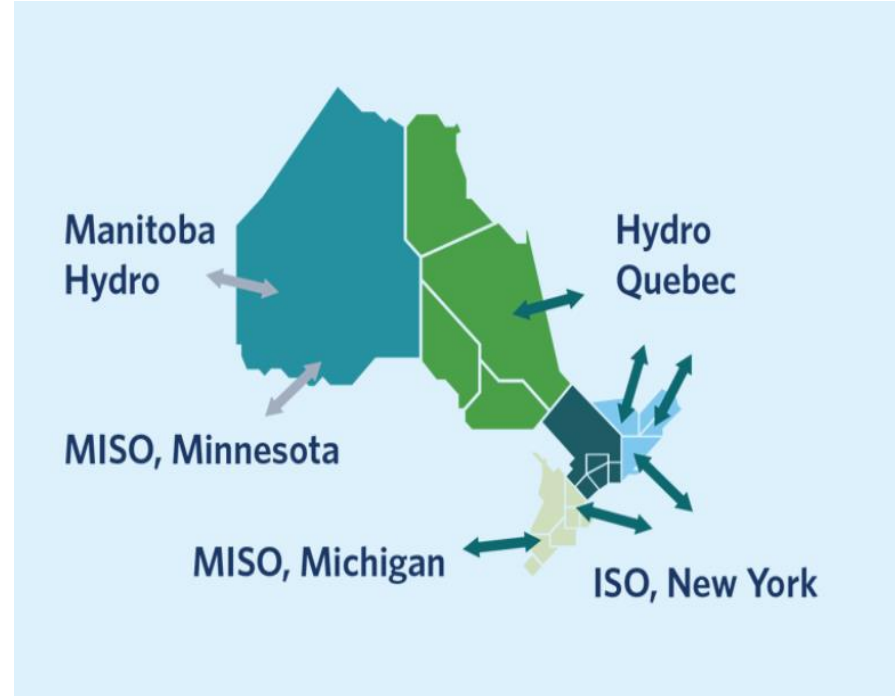 Manitoba
Hydro
Hydro
Quebec
MISO, Minnesota
MISO, Michigan
ISO, New York